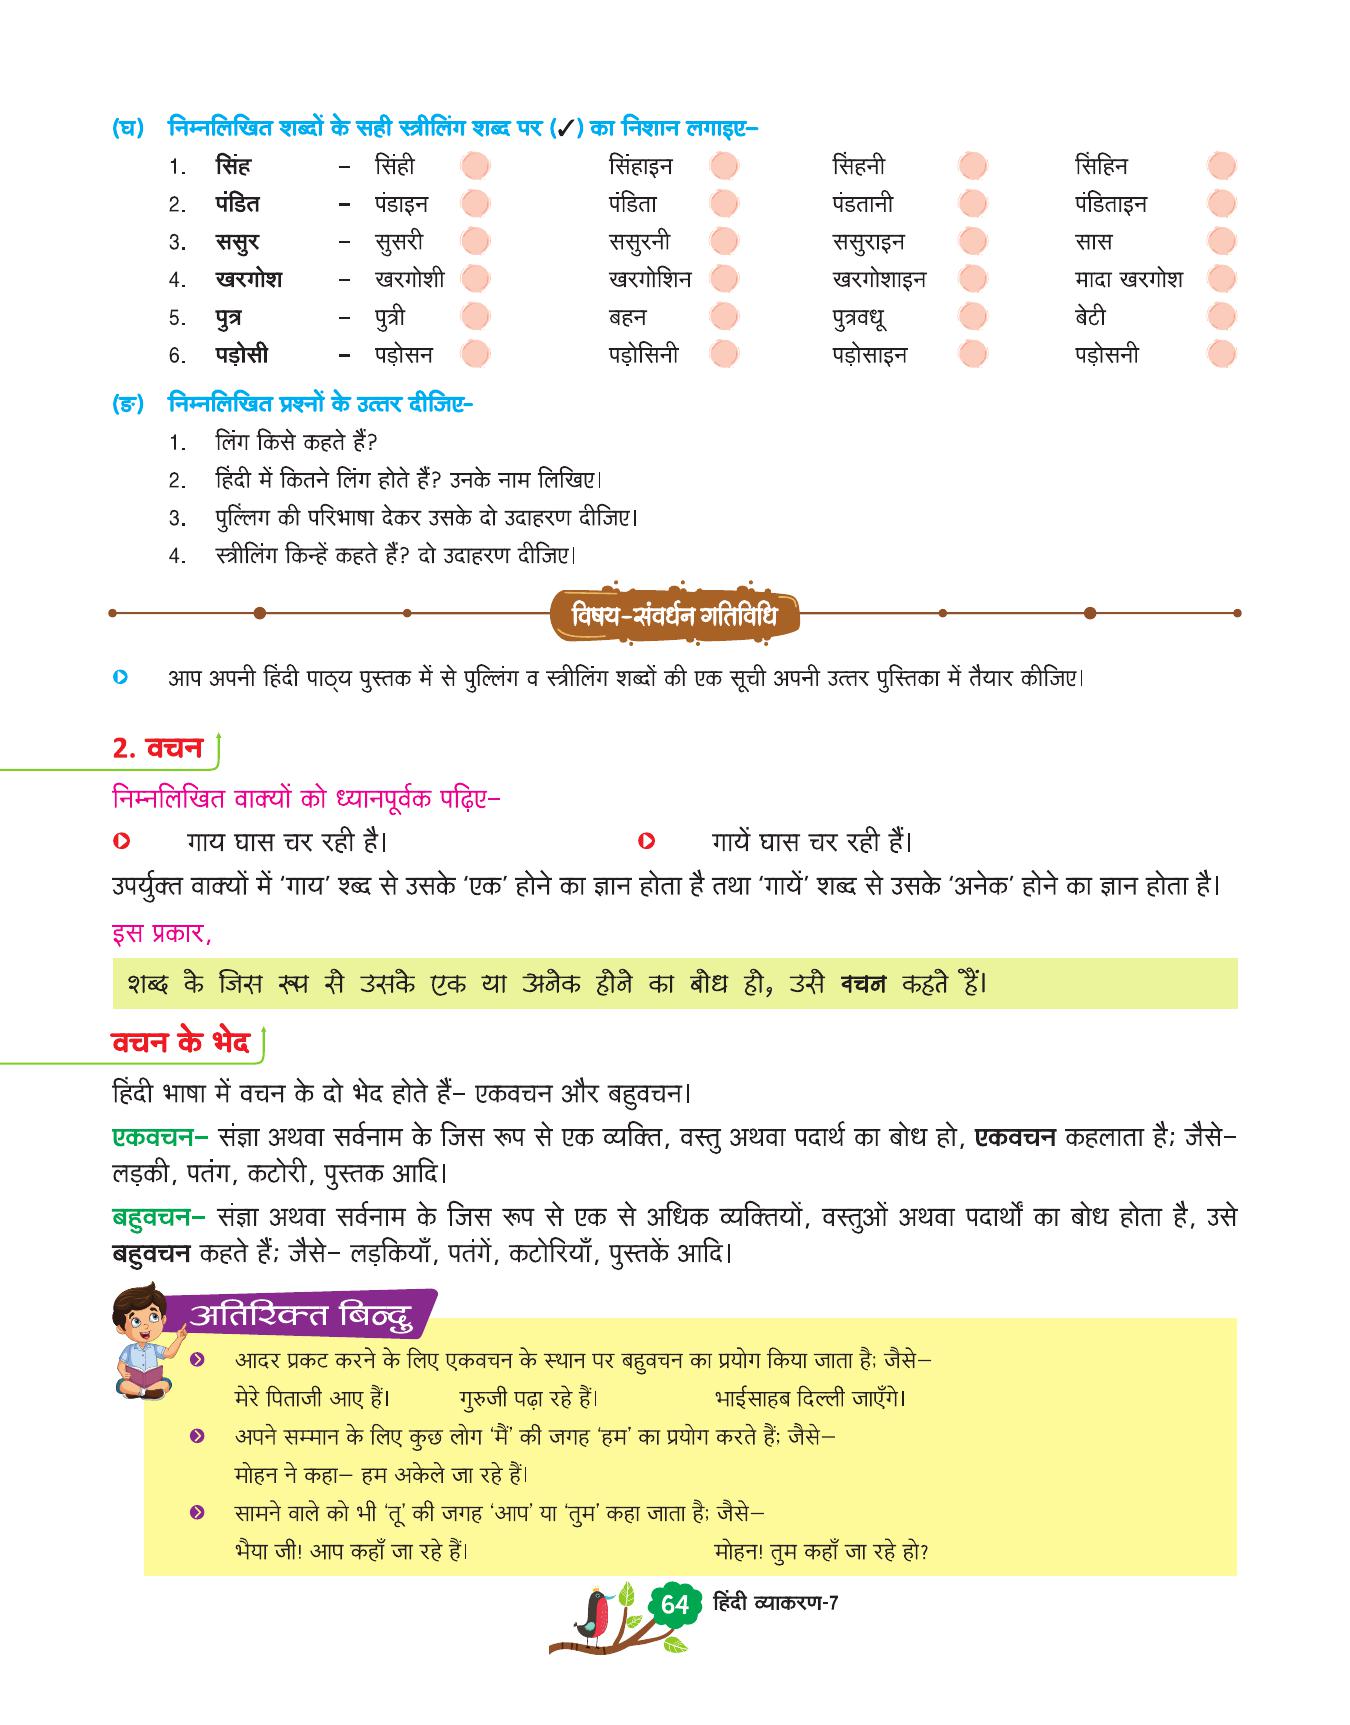 (घ) निम्नलिखित शब्दों के सही स्त्रीलिंग शब्द पर (✓) का निशान लगाइए–
1. सिंह – सिंही सिंहाइन सिंहनी सिंहिन
2. पंडित – पंडाइन पंडिता पंडतानी पंडिताइन
3. ससुर – सुसरी ससुरनी ससुराइन सास
4. खरगोश – खरगोशी खरगोशिन खरगोशाइन मादा खरगोश
5. पुत्र – पुत्री बहन पुत्रवधू बेटी
6. पड़ोसी – पड़ोसन पड़ोसिनी पड़ोसाइन पड़ोसनी
(ङ) निम्नलिखित प्रश्नों के उत्तर दीजिए–
1. लिंग किसे कहते हैं?
2. हिंदी में कितने लिंग होते हैं? उनके नाम लिखिए।
3. पुल्लिंग की परिभाषा देकर उसके दो उदाहरण दीजिए।
4. स्त्रीलिंग किन्हें कहते हैं? दो उदाहरण दीजिए।
विषय-संवर्धन गतिविधि
आप अपनी हिंदी पाठ्य पुस्तक में से पुल्लिंग व स्त्रीलिंग शब्दों की एक सूची अपनी उत्तर पुस्तिका में तैयार कीजिए।
2. वचन
निम्नलिखित वाक्यों को ध्यानपूर्वक पढ़िए–
गाय घास चर रही है। गायें घास चर रही हैं।
उपर्युक्त वाक्यों में ‘गाय’ श्ब्द से उसके ‘एक’ होने का ज्ञान होता है तथा ‘गायें’ शब्द से उसके ‘अनेक’ होने का ज्ञान होता है।
इस प्रकार,
शब्द के जिस रूप से उसके एक या अनेक होने का बोध हो, उसे वचन कहते हैं।
वचन के भेद
हिंदी भाषा में वचन के दो भेद होते हैं– एकवचन और बहुवचन।
एकवचन– संज्ञा अथवा सर्वनाम के जिस रूप से एक व्यक्ति, वस्तु अथवा पदार्थ का बोध हो, एकवचन कहलाता है; जैसे–
लड़की, पतंग, कटोरी, पुस्तक आदि।
बहुवचन– संज्ञा अथवा सर्वनाम के जिस रूप से एक से अधिक व्यक्तियों, वस्तुओं अथवा पदार्थों का बोध होता है, उसे
बहुवचन कहते हैं; जैसे– लड़कियाँ, पतंगें, कटोरियाँ, पुस्तकें आदि।
अतिरिक्त बिन्दु
आदर प्रकट करने के लिए एकवचन के स्थान पर बहुवचन का प्रयोग किया जाता है; जैसे–
मेरे पिताजी आए हैं। गुरुजी पढ़ा रहे हैं। भाईसाहब दिल्ली जाएँगे।
अपने सम्मान के लिए कुछ लोग ‘मैं’ की जगह ‘हम’ का प्रयोग करते हैं; जैसे–
मोहन ने कहा– हम अकेले जा रहे हैं।
सामने वाले को भी ‘तू’ की जगह ‘आप’ या ‘तुम’ कहा जाता है; जैसे–
भैया जी! आप कहाँ जा रहे हैं। मोहन! तुम कहाँ जा रहे हो?
64 हिंदी व्याकरण-7